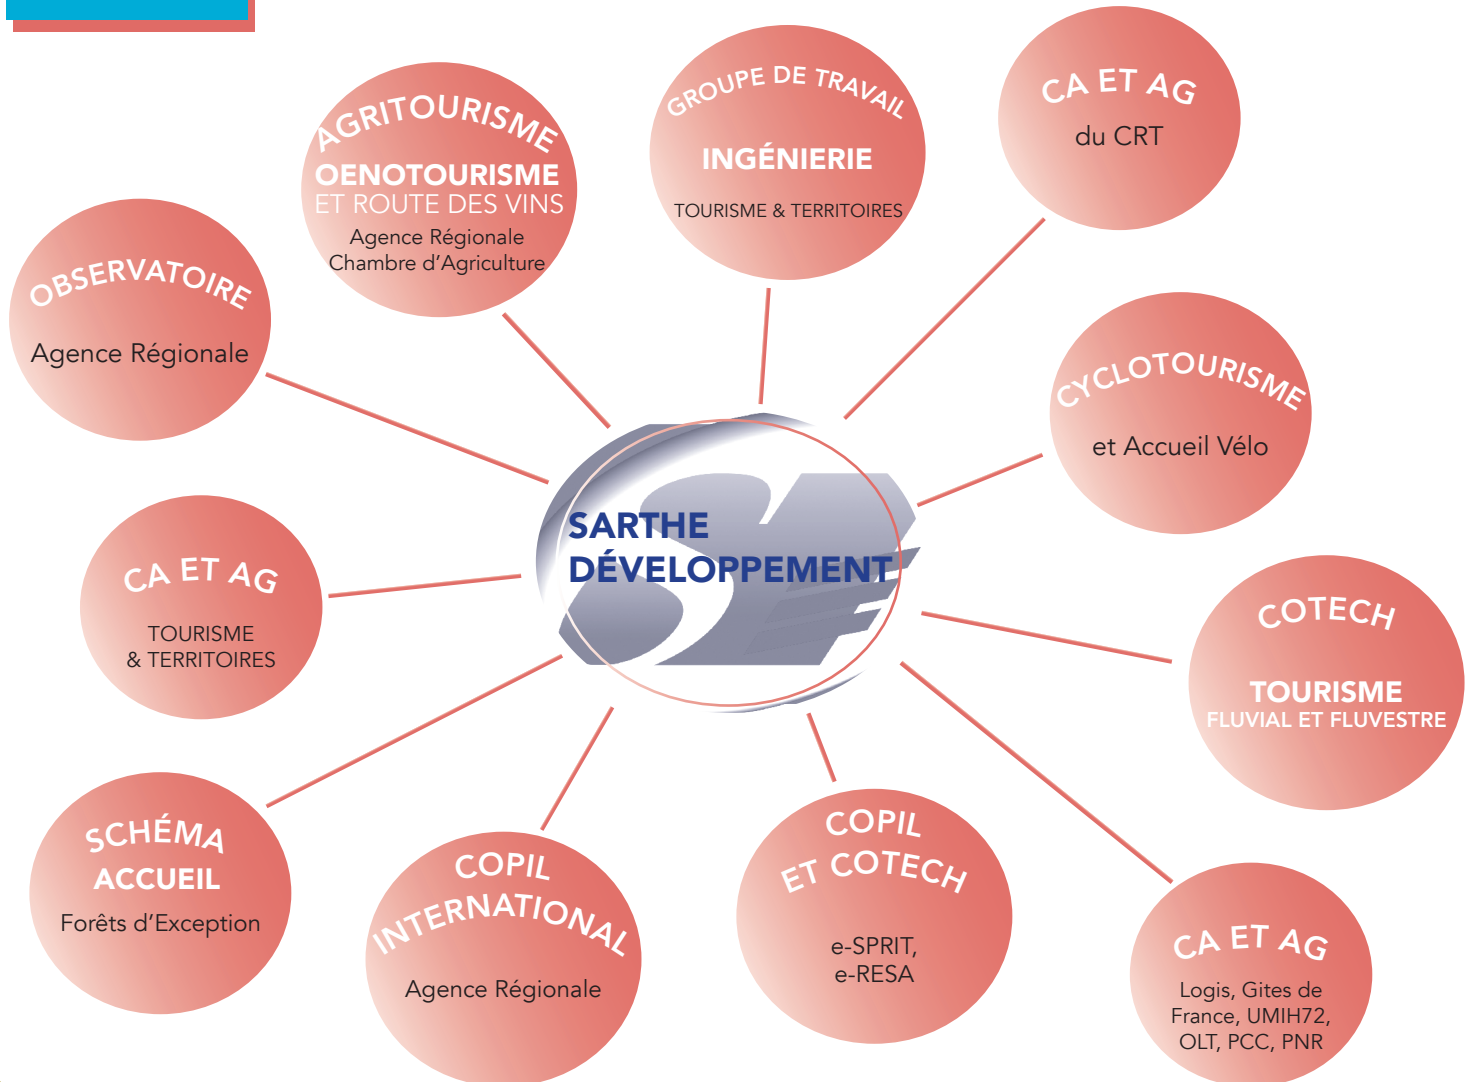 AGRITOURISME
OENOTOURISME
ET ROUTE DES VINS
Agence Régionale
Chambre d'Agriculture
GROUPE DE TRAVAIL
INGÉNIERIE
TOURISME & TERRITOIRES
CA ET AG
du CRT
OBSERVATOIRE
Agence Régionale
CYCLOTOURISME
et Accueil Vélo
SARTHE
DÉVELOPPEMENT
CA ET AG
TOURISME
& TERRITOIRES
COTECH
TOURISME
FLUVIAL ET FLUVESTRE
SCHÉMA
ACCUEIL
Forêts d'Exception
COPIL
INTERNATIONAL
Agence Régionale
COPIL
ET COTECH
e-SPRIT,
e-RESA
CA ET AG
Logis, Gites de
France, UMIH72,
OLT, PCC, PNR